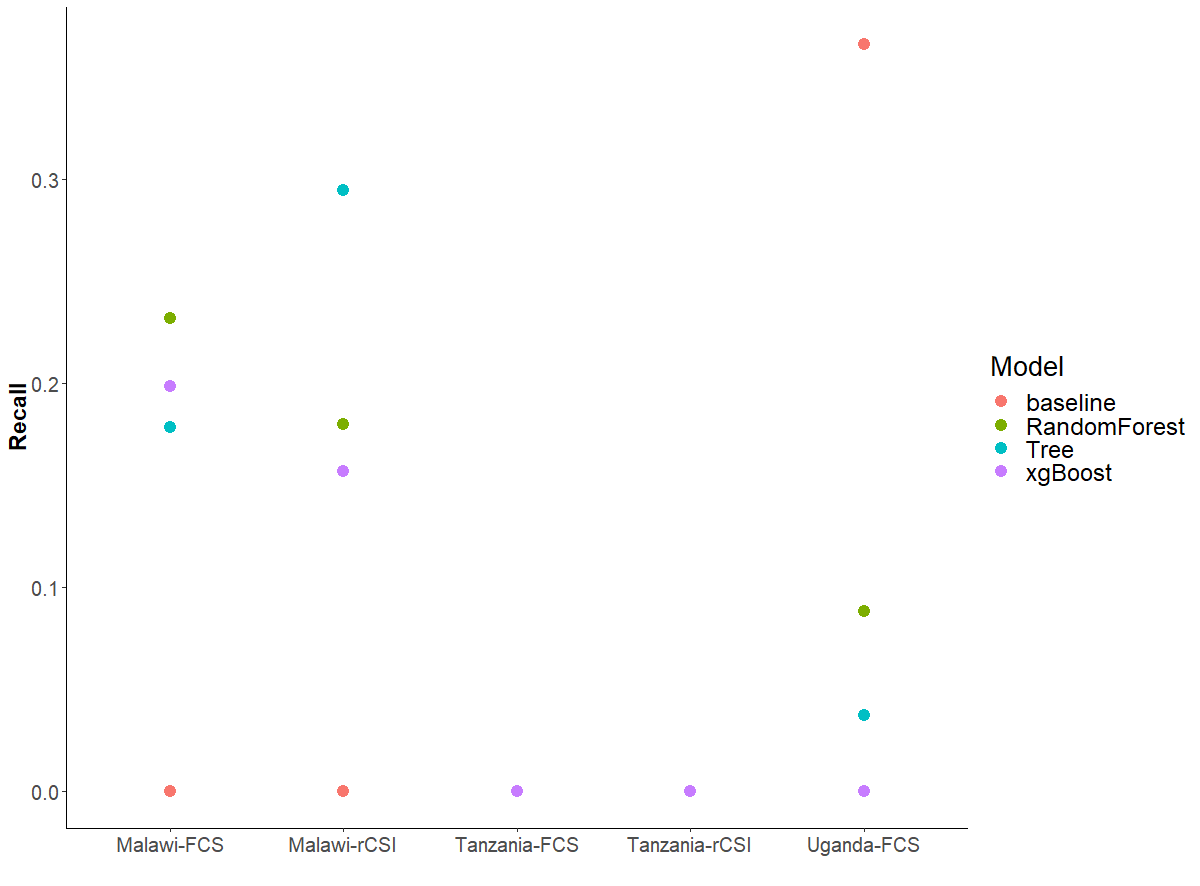 Recall
0.3
0.2
0.1
0.0
Malawi-FCS
Malawi-rCSI
Tanzania-FCS
Tanzania-rCSI
Uganda-FCS
Model
baseline
RandomForest
Tree
xgBoost